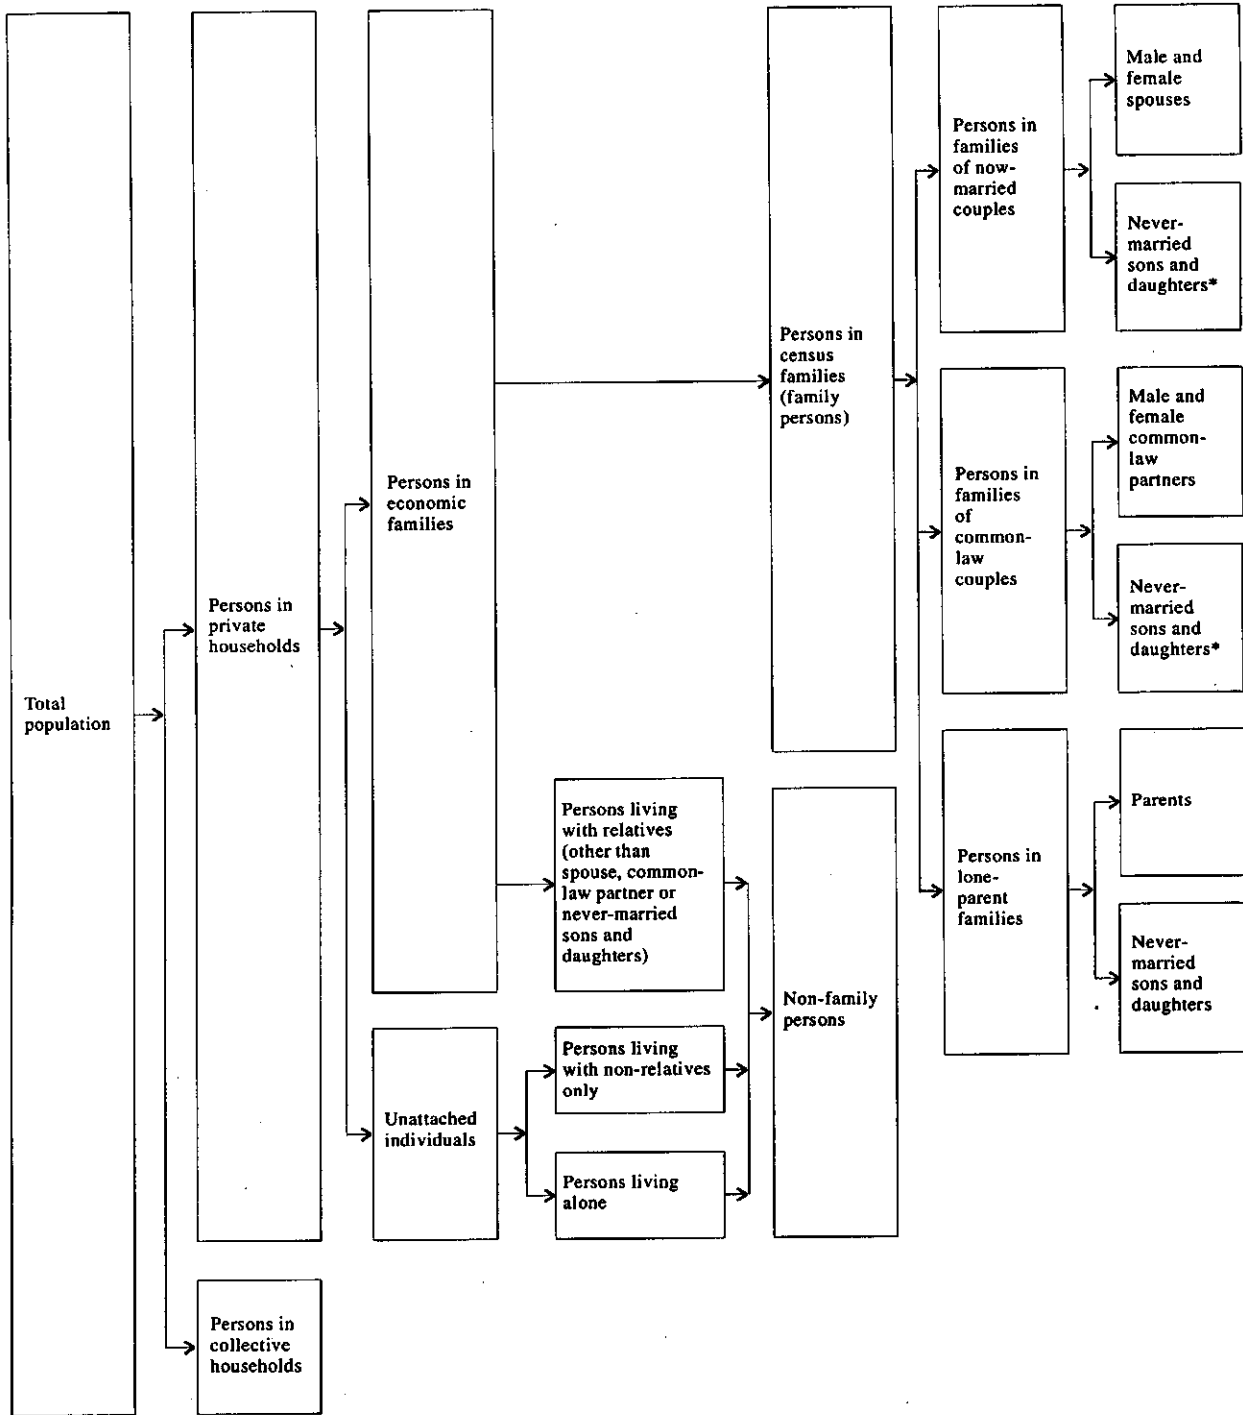 Total
population
Persons in
private
households
Persons in
collective
households
Persons in
economic
families
Unattached
individuals
Persons living
with relatives
(other than
spouse, common-
law partner or
never-married
sons and
daughters)
Persons living
with non-relatives
only
Persons living
alone
Persons in
census
families
(family
persons)
Non-family
persons
Persons in
families
of now-
married
couples
Persons in
families
of
common-
law
couples
Persons in
lone-
parent
families
Male and
female
spouses
Never-
married
sons and
daughters*
Male and
female
common-
law
partners
Never-
married
sons and
daughters*
Parents
Never-
married
sons and
daughters